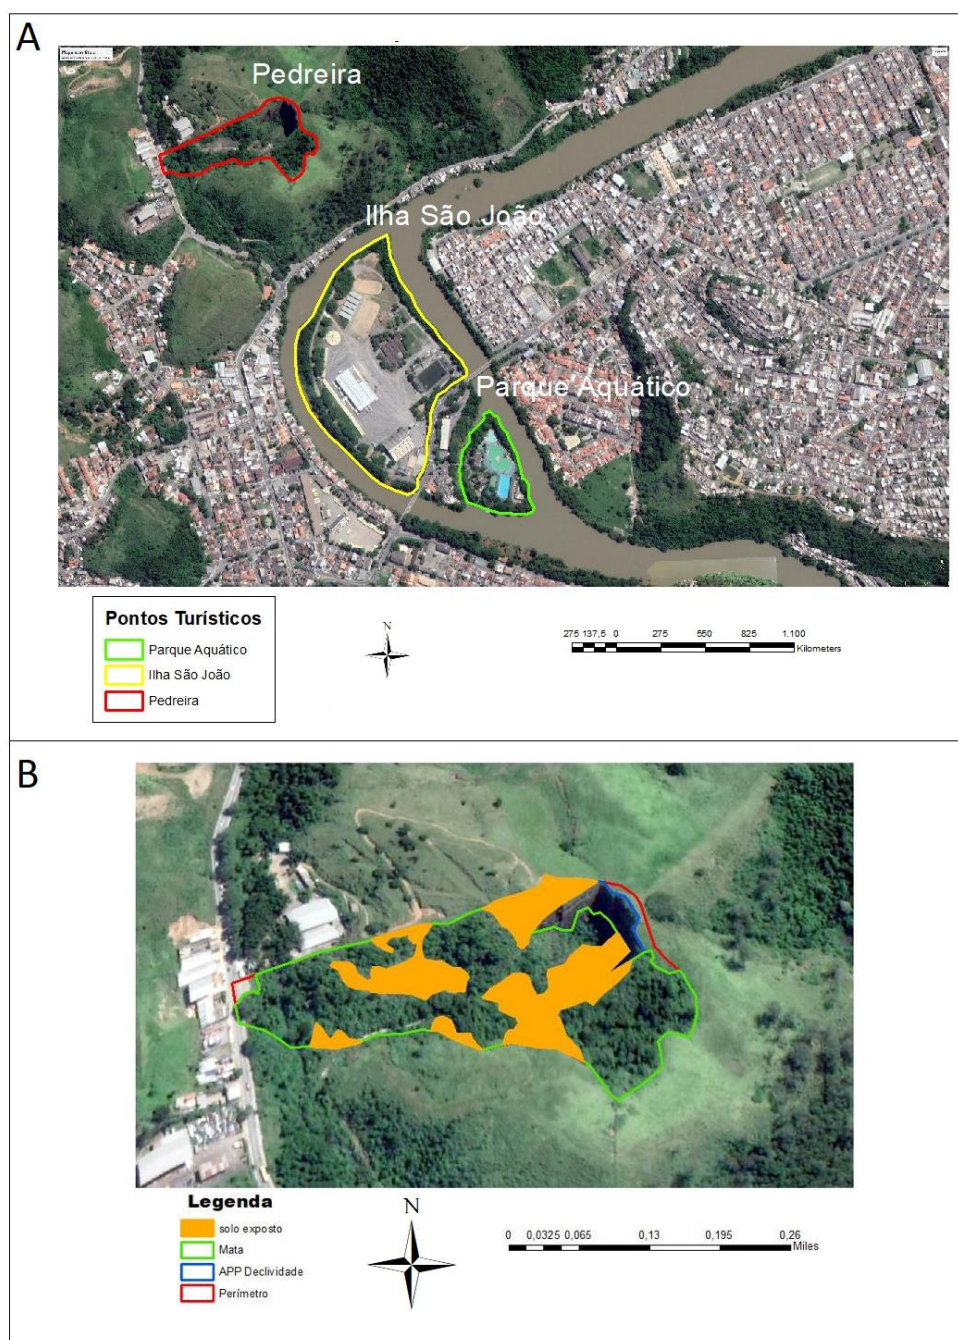 A
Pedreira
Ilha São João
Parque Aquático
Pontos Turísticos
Parque Aquático
Ilha São João
Pedreira
N
275 137,5 0 275 550 825 1.100
Kilometers
B
Legenda
solo exposto
Mata
APP Declividade
Perímetro
N
0 0,0325 0,065 0,13 0,195 0,26
Miles